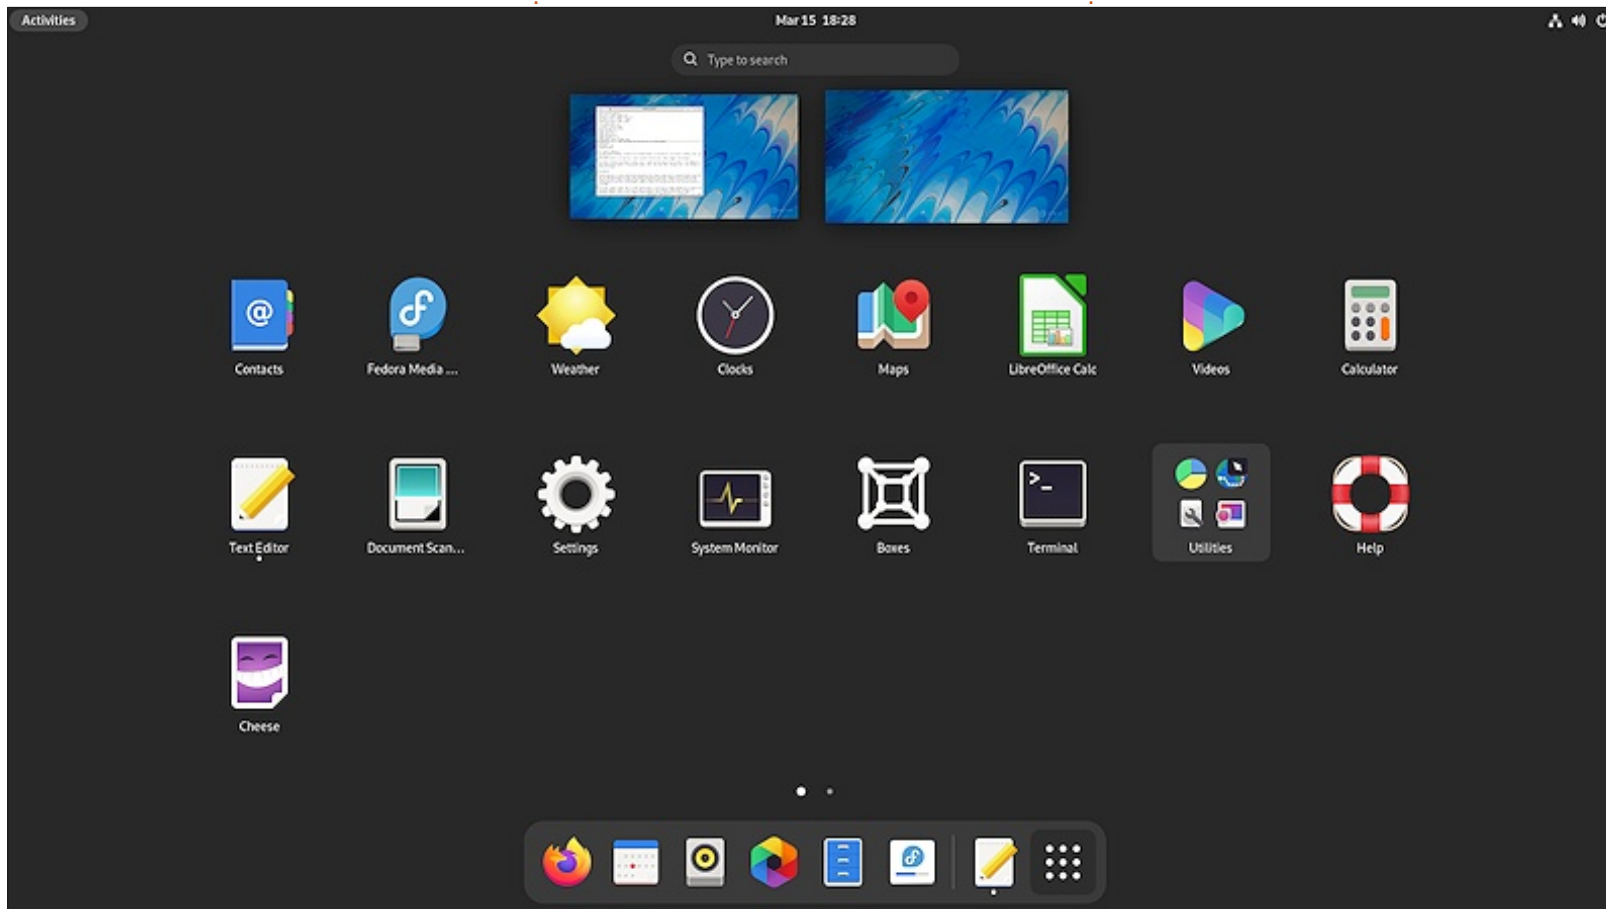 Activities
Mar 15 18:28
Type to search
Contacts
Fedora Media ...
Weather
Clocks
Maps
LibreOffice Calc
Videos
Calculator
Text Editor
Document Scan...
Settings
System Monitor
Boxes
Terminal
Utilities
Help
Cheese